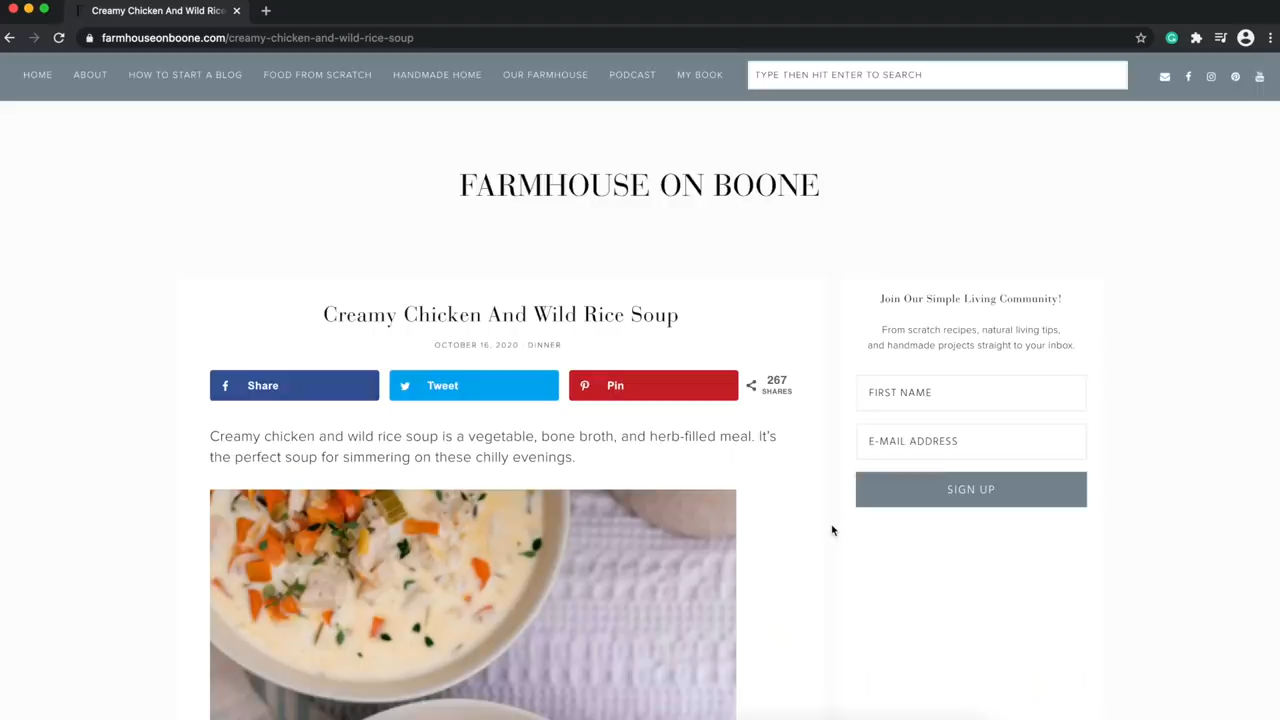 Creamy Chicken And Wild Rice
farmhouseonboone.com/creamy-chicken-and-wild-rice-soup
HOME ABOUT HOW TO START A BLOG FOOD FROM SCRATCH HANDMADE HOME OUR FARMHOUSE PODCAST MY BOOK TYPE THEN HIT ENTER TO SEARCH
FARMHOUSE ON BOONE
Creamy Chicken And Wild Rice Soup
OCTOBER 16, 2020 · DINNER
Share Tweet Pin 267 SHARES
Creamy chicken and wild rice soup is a vegetable, bone broth, and herb-filled meal. It's
the perfect soup for simmering on these chilly evenings.
Join Our Simple Living Community!
From scratch recipes, natural living tips,
and handmade projects straight to your inbox.
FIRST NAME
E-MAIL ADDRESS
SIGN UP